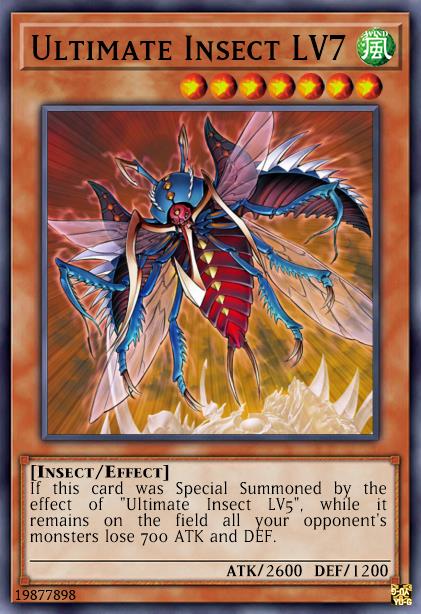 Ultimate Insect LV7
WIND
風
[Insect/Effect]
If this card was Special Summoned by the
effect of "Ultimate Insect LV5", while it
remains on the field all your opponent's
monsters lose 700 ATK and DEF.
ATK/2600 DEF/1200
19877898